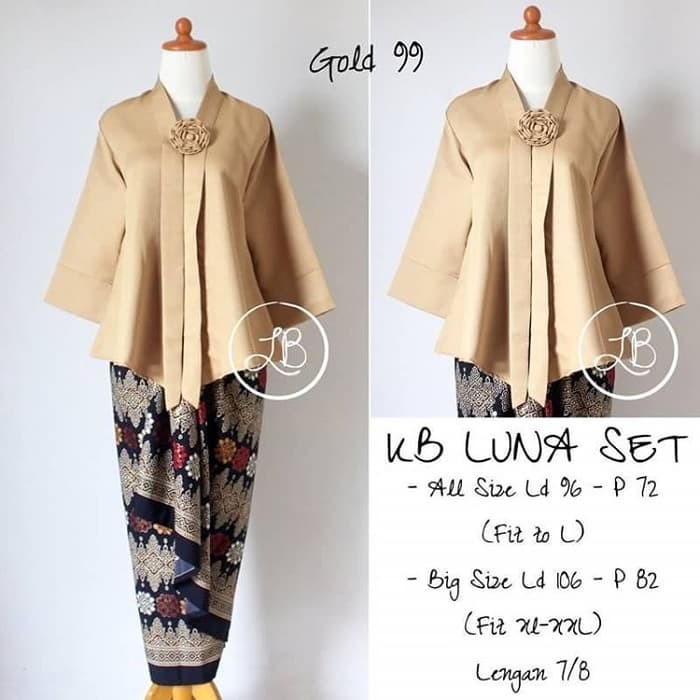 Gold 99
LB
LB
KB LUNA SET
- All Size Ld 96 - P 72
(Fit to L)
- Big Size Ld 106 - P 82
(Fit Xl-XXL)
Lengan 7/8